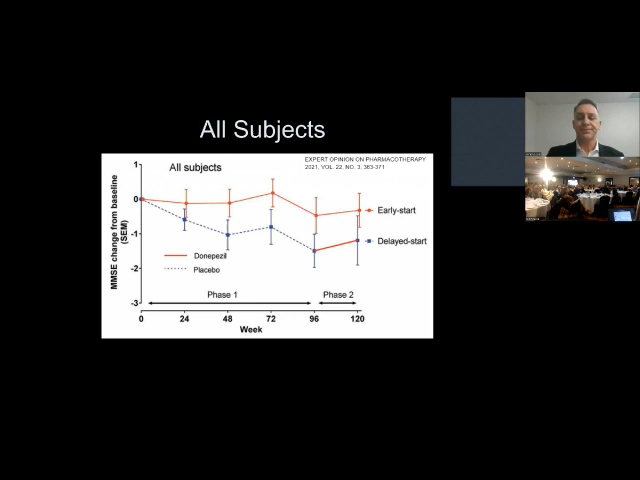 All Subjects
EXPERT OPINION ON PHARMACOTHERAPY
2021, VOL. 22, NO. 3, 363-371
All subjects
MMSE change from baseline
(SEM)
1
0
-1
-2
-3
Early-start
Delayed-start
Donepezil
Placebo
Phase 1
Phase 2
0 24 48 72 96 120
Week